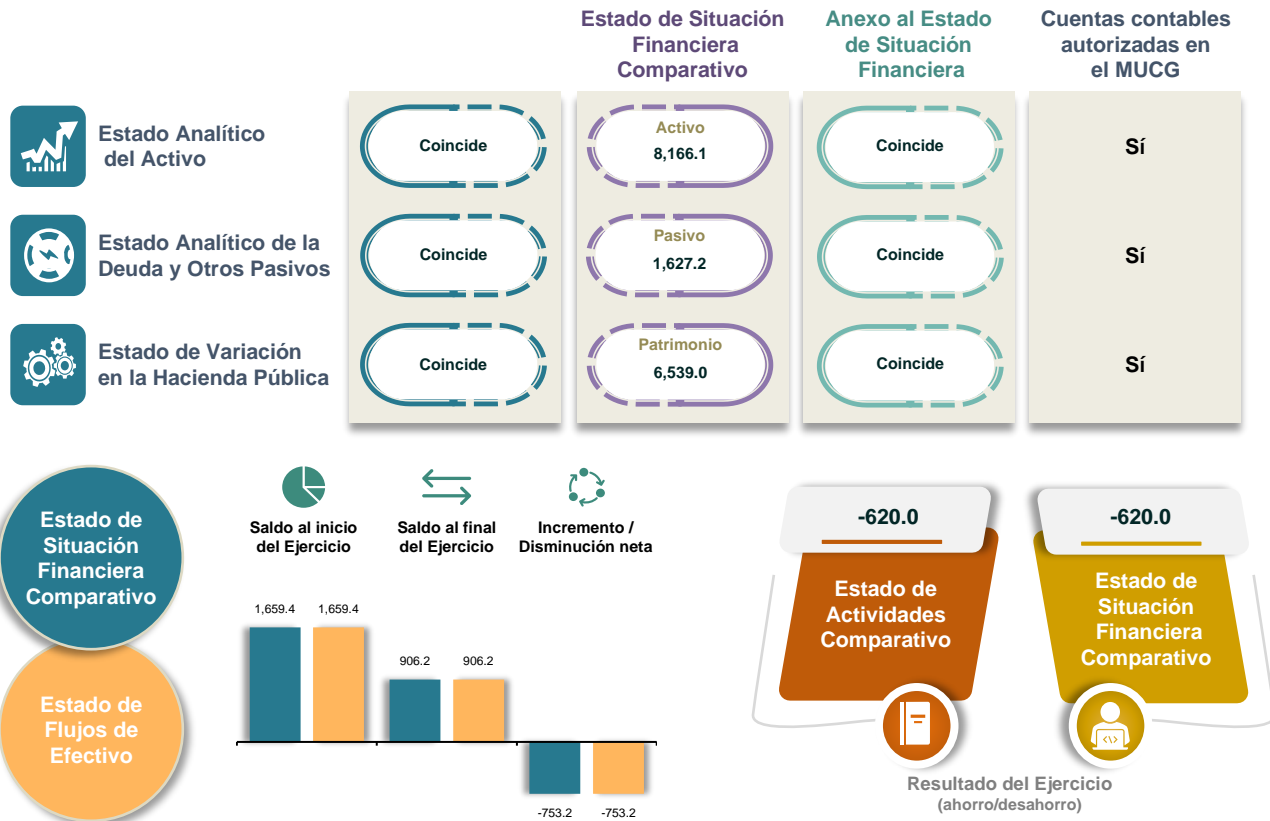 Estado de Situación
Financiera
Comparativo
Anexo al Estado
de Situación
Financiera
Cuentas contables
autorizadas en
el MUCG
Estado Analítico
del Activo
Coincide
Activo
8,166.1
Coincide
Sí
Estado Analítico de la
Deuda y Otros Pasivos
Coincide
Pasivo
1,627.2
Coincide
Sí
Estado de Variación
en la Hacienda Pública
Coincide
Patrimonio
6,539.0
Coincide
Sí
Estado de
Situación
Financiera
Comparativo
Estado de
Flujos de
Efectivo
Saldo al inicio
del Ejercicio
Saldo al final
del Ejercicio
Incremento /
Disminución neta
1,659.4
1,659.4
906.2
906.2
-753.2
-753.2
-620.0
Estado de
Actividades
Comparativo
-620.0
Estado de
Situación
Financiera
Comparativo
Resultado del Ejercicio
(ahorro/desahorro)